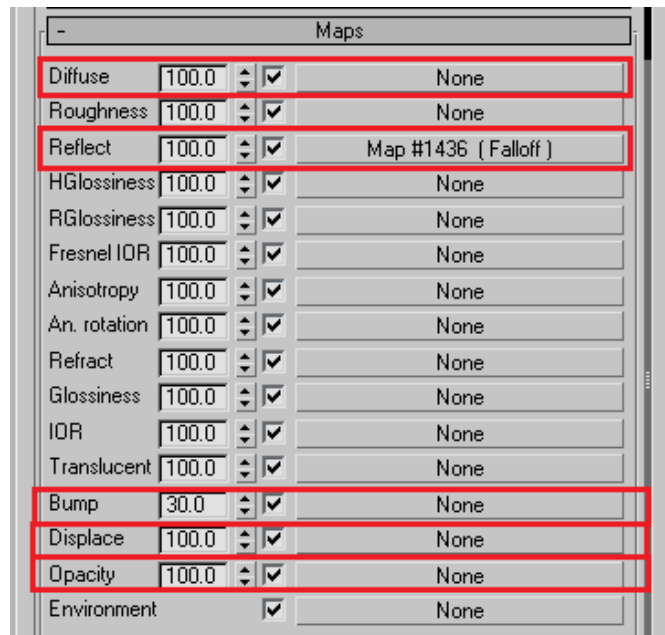 - Maps
Diffuse 100.0 None
Roughness 100.0 None
Reflect 100.0 Map #1436 ( Falloff )
HGlossiness 100.0 None
RGlossiness 100.0 None
Fresnel IOR 100.0 None
Anisotropy 100.0 None
An. rotation 100.0 None
Refract 100.0 None
Glossiness 100.0 None
IOR 100.0 None
Translucent 100.0 None
Bump 30.0 None
Displace 100.0 None
Opacity 100.0 None
Environment None